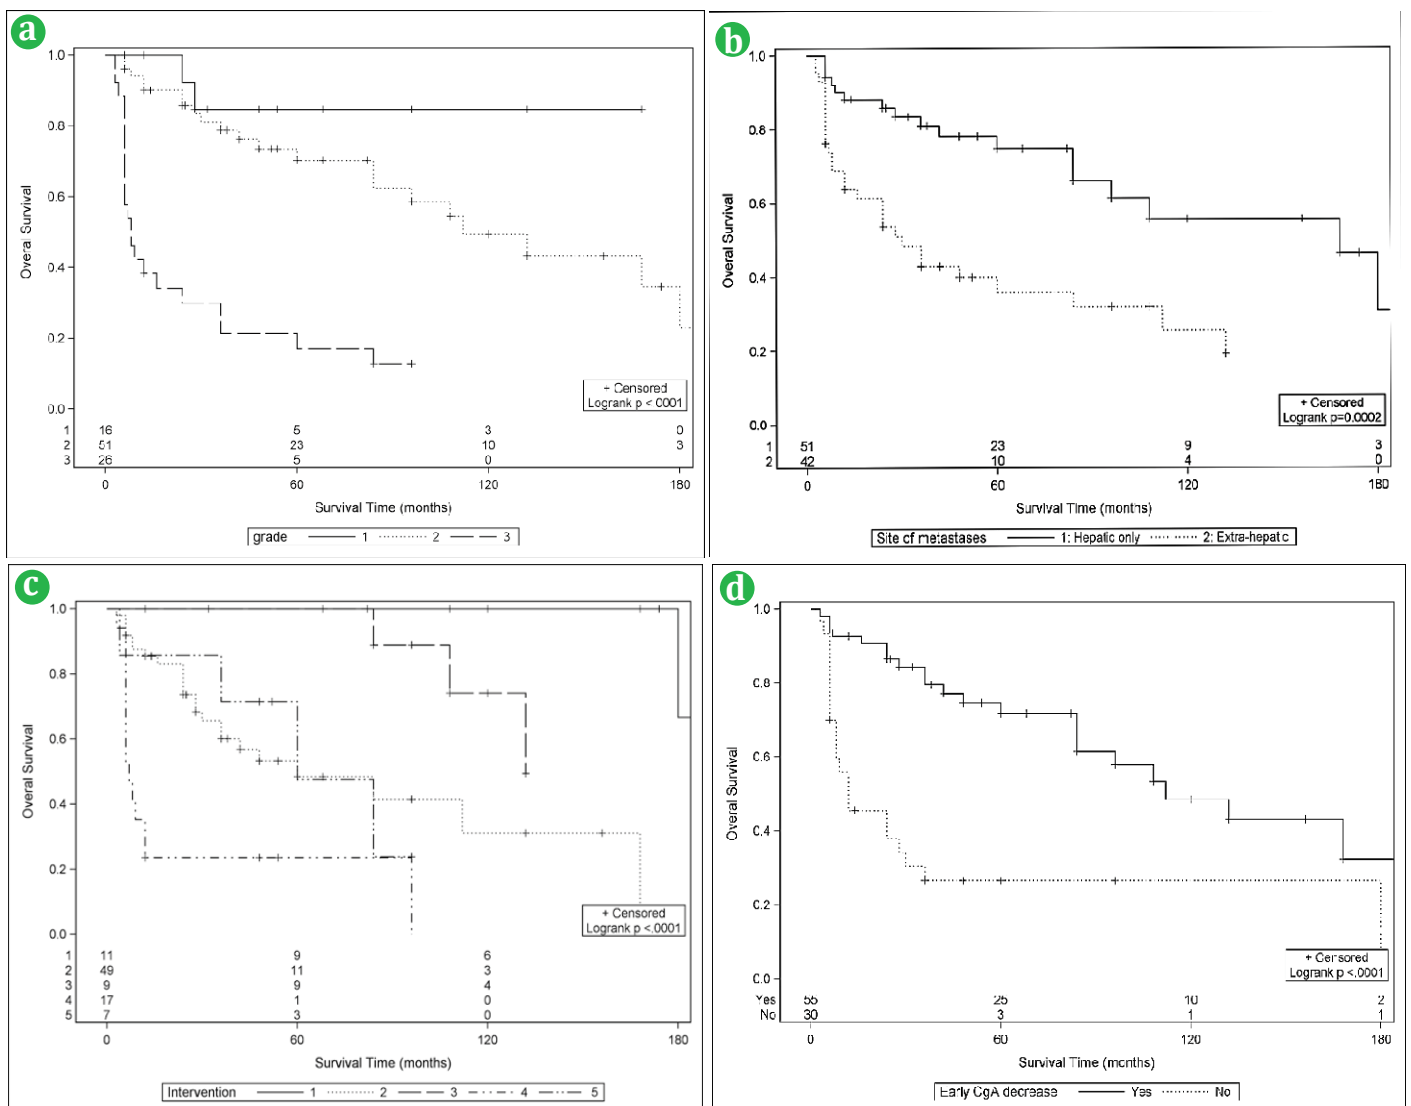 a
1.0
0.8
0.6
0.4
0.2
0.0
Overal Survival
+ Censored
Logrank p <.0001
1 16 5 3 0
2 51 23 10 3
3 26 5 0
0 60 120 180
Survival Time (months)
grade 1 2 3
b
1.0
0.8
0.6
0.4
0.2
0.0
Overal Survival
+ Censored
Logrank p=0.0002
1 51 23 9 3
2 42 10 4 0
0 60 120 180
Survival Time (months)
Site of metastases 1: Hepatic only 2: Extra-hepatic
c
1.0
0.8
0.6
0.4
0.2
0.0
Overal Survival
+ Censored
Logrank p <.0001
1 11 9 6
2 49 11 3
3 9 9 4
4 17 1 0
5 7 3 0
0 60 120 180
Survival Time (months)
Intervention 1 2 3 4 5
d
1.0
0.8
0.6
0.4
0.2
0.0
Overal Survival
+ Censored
Logrank p <.0001
Yes 55 25 10 2
No 30 3 1 1
0 60 120 180
Survival Time (months)
Early CgA decrease Yes No